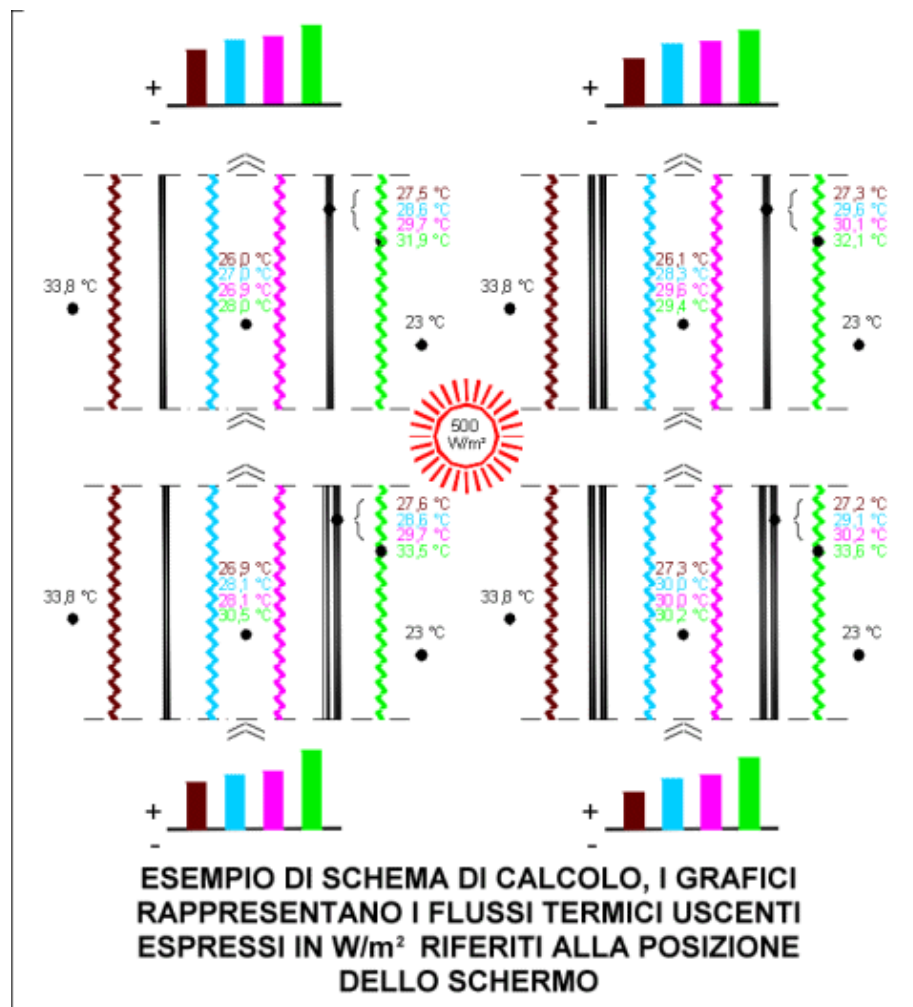 +
-
+
-
27,5 °C
28,6 °C
29,7 °C
31,9 °C
26,0 °C
27,0 °C
26,9 °C
28,0 °C
33,8 °C
23 °C
27,3 °C
29,6 °C
30,1 °C
32,1 °C
26,1 °C
28,3 °C
29,6 °C
29,4 °C
33,8 °C
23 °C
500
W/m²
27,6 °C
28,6 °C
29,7 °C
33,5 °C
26,9 °C
28,1 °C
28,1 °C
30,5 °C
33,8 °C
23 °C
27,2 °C
29,1 °C
30,2 °C
33,6 °C
27,3 °C
30,0 °C
30,0 °C
30,2 °C
33,8 °C
23 °C
+
-
+
-
ESEMPIO DI SCHEMA DI CALCOLO, I GRAFICI
RAPPRESENTANO I FLUSSI TERMICI USCENTI
ESPRESSI IN W/m² RIFERITI ALLA POSIZIONE
DELLO SCHERMO